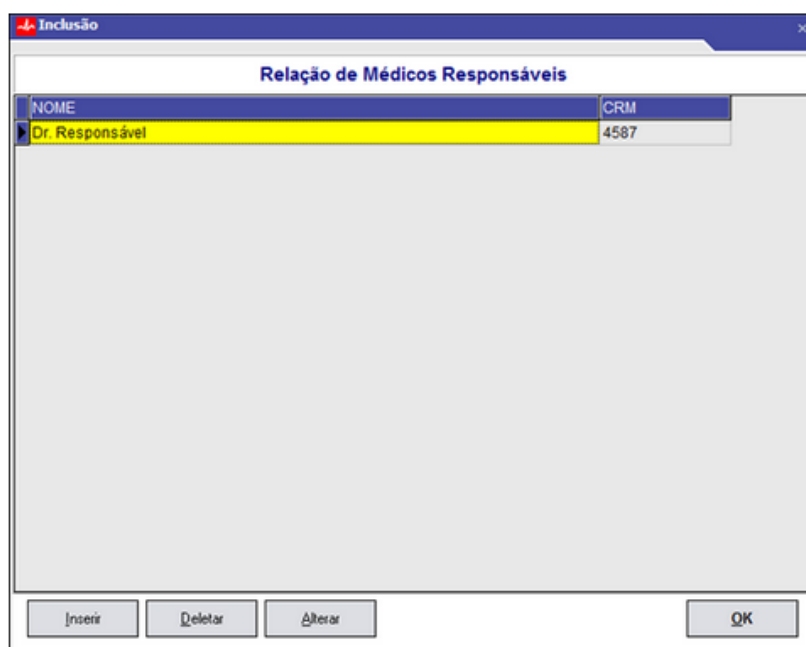 Inclusão
Relação de Médicos Responsáveis
NOME CRM
Dr. Responsável 4587
Inserir Deletar Alterar OK